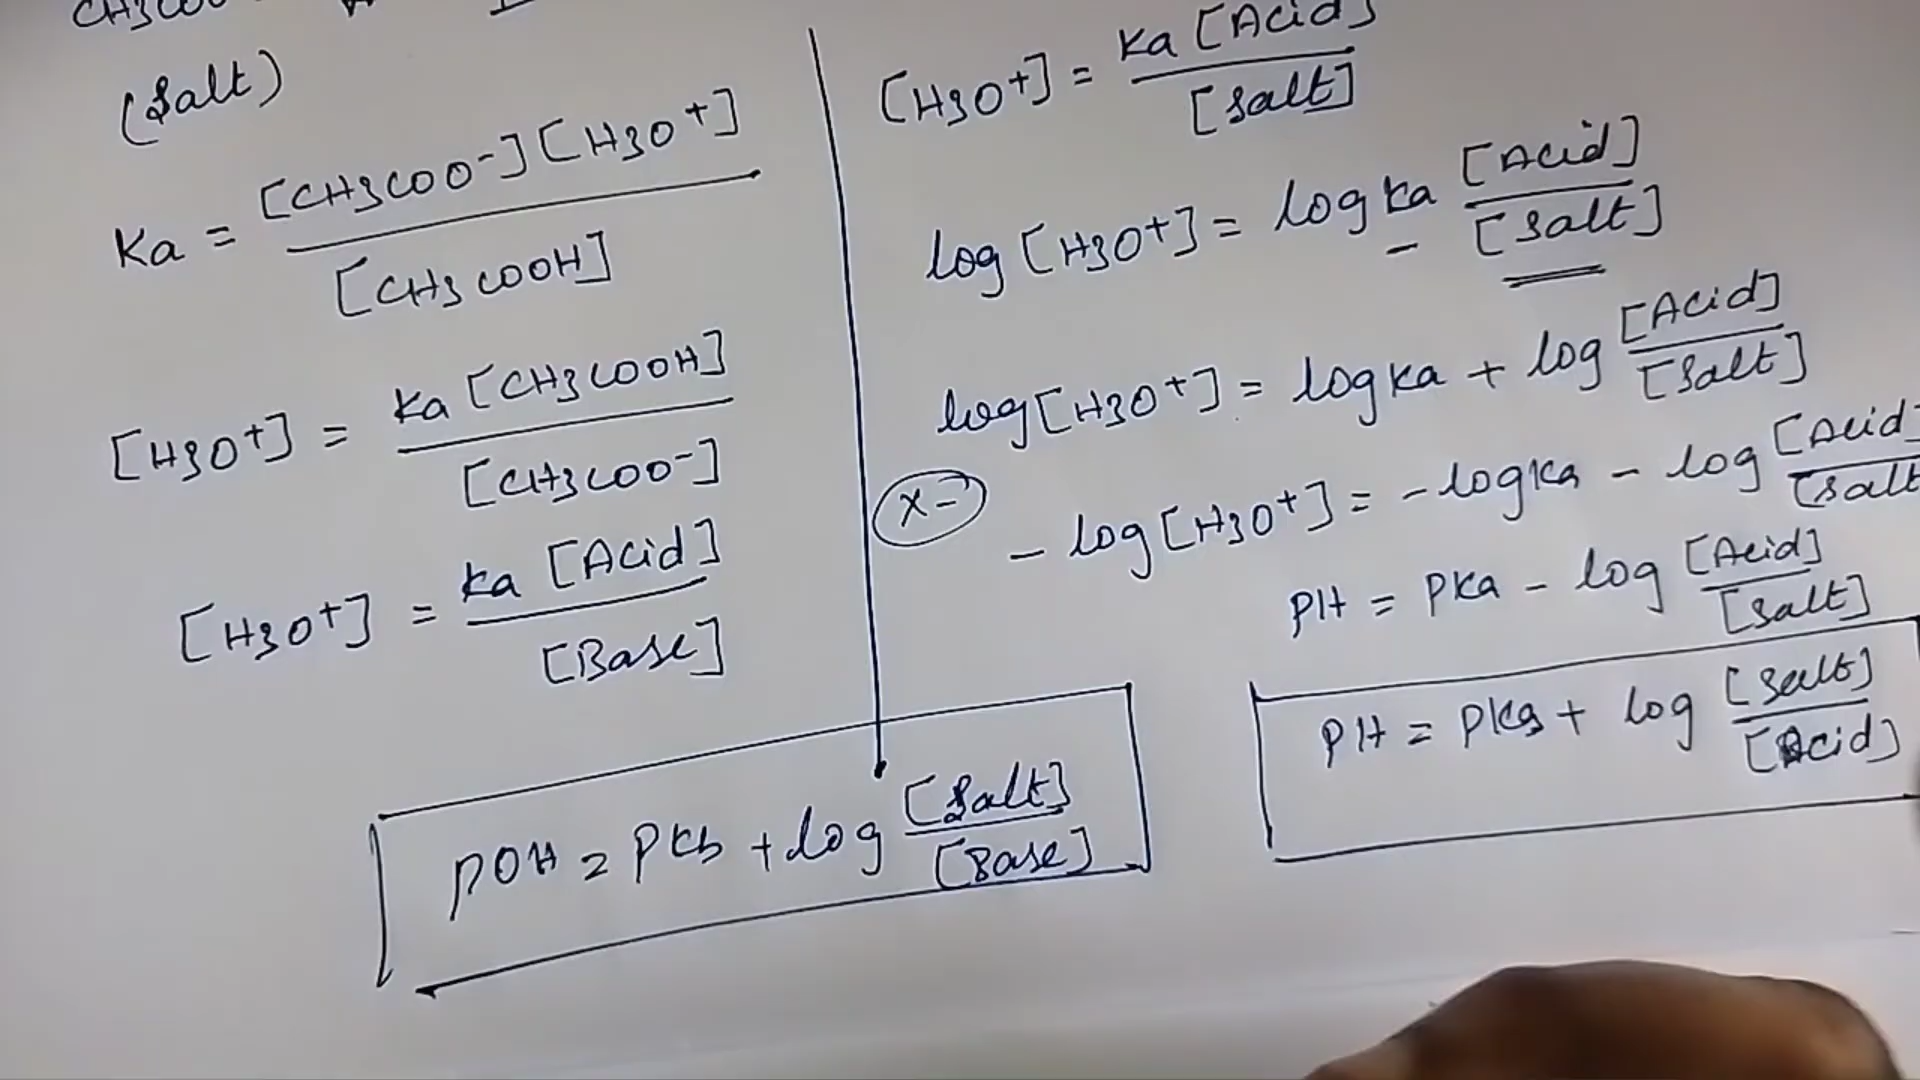 CH3COO
(Salt)
Ka = [CH3COO-][H3O+]
[CH3COOH]
[H3O+] = Ka [CH3COOH]
[CH3COO-]
[H3O+] = Ka [Acid]
[Base]
[H3O+] = Ka [Acid]
[Salt]
log [H3O+] = log Ka [Acid]
[Salt]
log [H3O+] = log Ka + log [Acid]
[Salt]
X-
- log [H3O+] = - log Ka - log [Acid]
[Salt
PH = PKa - log [Acid]
[Salt]
PH = PKa + log [Salt]
[Acid]
POH = PKb + log [Salt]
[Base]